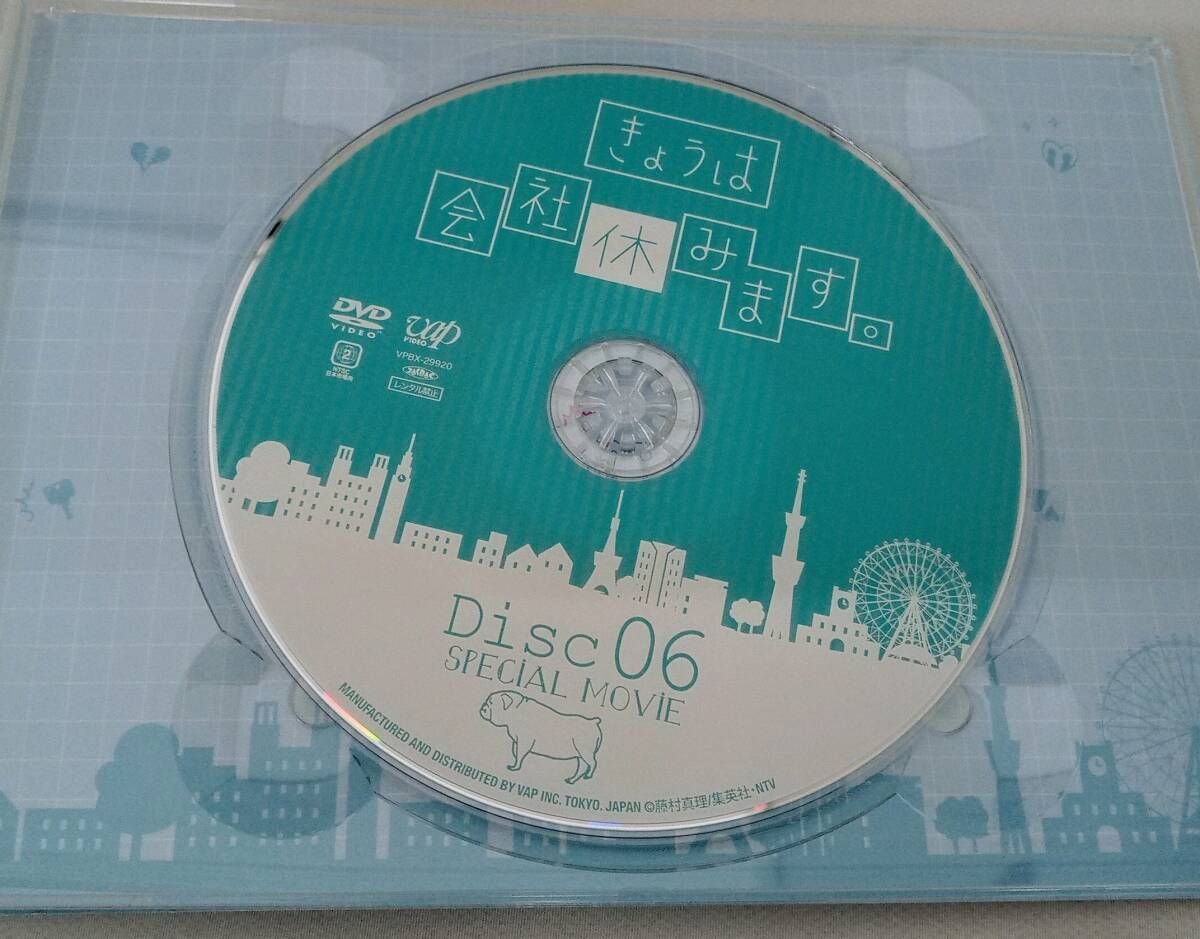 きょうは
会社休みます。
DVD
VIDEO
vap
VIDEO
VPBX-29920
2
NTSC
日本市場向
レンタル禁止
Disc 06
SPECiAL MOViE
MANUFACTURED AND DISTRIBUTED BY VAP INC. TOKYO. JAPAN ©藤村真理/集英社・NTV